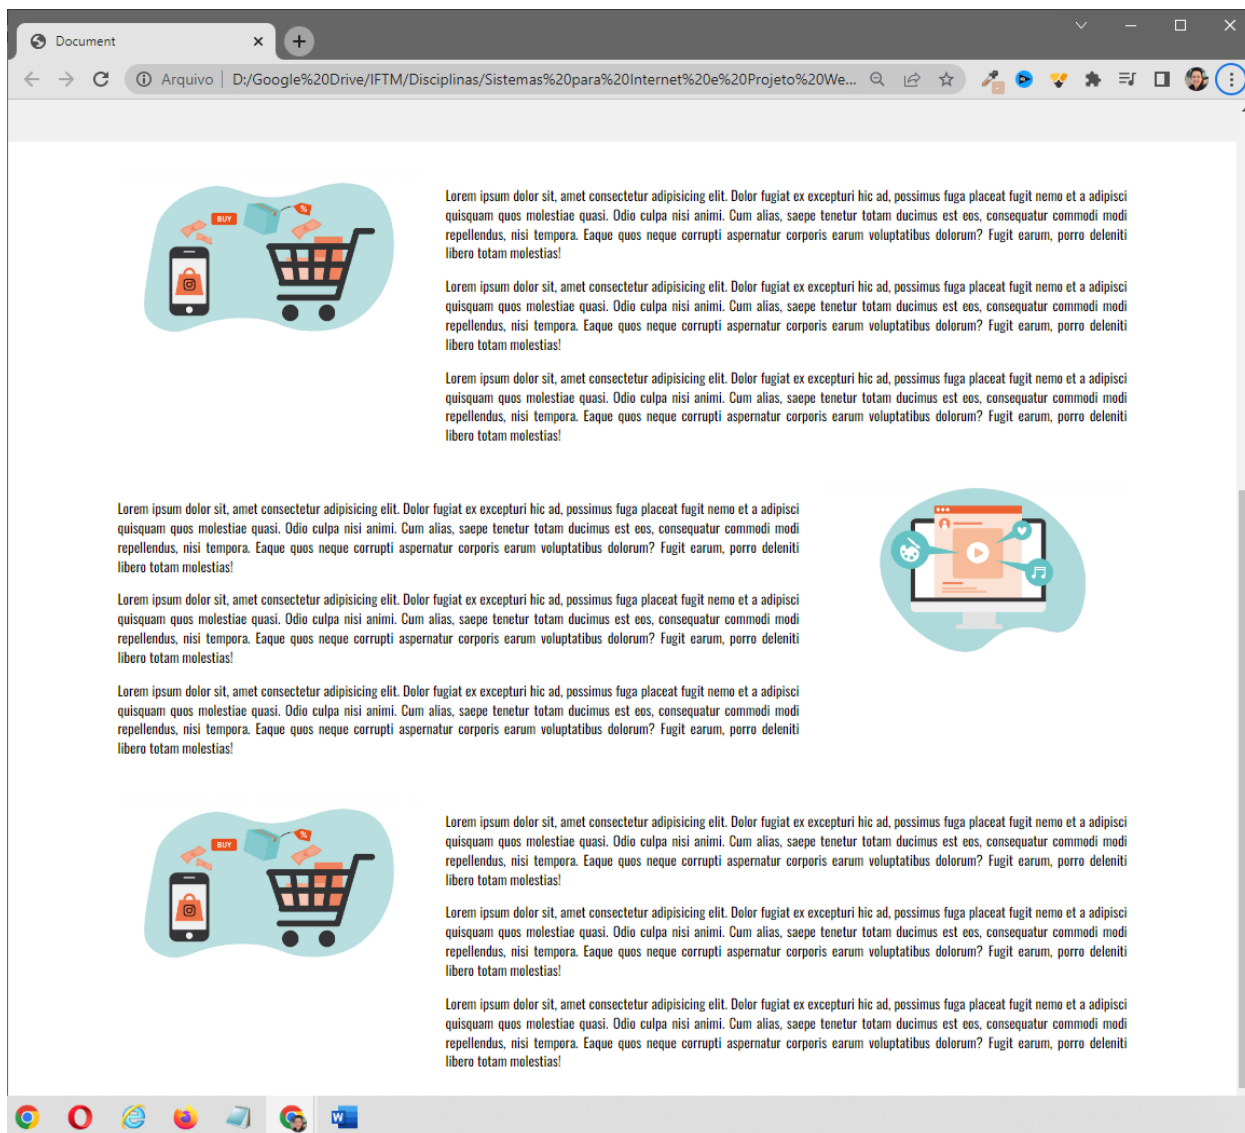 Document
Arquivo
D:/Google%20Drive/IFTM/Disciplinas/Sistemas%20para%20Internet%20e%20Projeto%20We...
BUY
%
Lorem ipsum dolor sit, amet consectetur adipisicing elit. Dolor fugiat ex excepturi hic ad, possimus fuga placeat fugit nemo et a adipisci
quisquam quos molestiae quasi. Odio culpa nisi animi. Cum alias, saepe tenetur totam ducimus est eos, consequatur commodi modi
repellendus, nisi tempora. Eaque quos neque corrupti aspernatur corporis earum voluptatibus dolorum? Fugit earum, porro deleniti
libero totam molestias!
Lorem ipsum dolor sit, amet consectetur adipisicing elit. Dolor fugiat ex excepturi hic ad, possimus fuga placeat fugit nemo et a adipisci
quisquam quos molestiae quasi. Odio culpa nisi animi. Cum alias, saepe tenetur totam ducimus est eos, consequatur commodi modi
repellendus, nisi tempora. Eaque quos neque corrupti aspernatur corporis earum voluptatibus dolorum? Fugit earum, porro deleniti
libero totam molestias!
Lorem ipsum dolor sit, amet consectetur adipisicing elit. Dolor fugiat ex excepturi hic ad, possimus fuga placeat fugit nemo et a adipisci
quisquam quos molestiae quasi. Odio culpa nisi animi. Cum alias, saepe tenetur totam ducimus est eos, consequatur commodi modi
repellendus, nisi tempora. Eaque quos neque corrupti aspernatur corporis earum voluptatibus dolorum? Fugit earum, porro deleniti
libero totam molestias!
Lorem ipsum dolor sit, amet consectetur adipisicing elit. Dolor fugiat ex excepturi hic ad, possimus fuga placeat fugit nemo et a adipisci
quisquam quos molestiae quasi. Odio culpa nisi animi. Cum alias, saepe tenetur totam ducimus est eos, consequatur commodi modi
repellendus, nisi tempora. Eaque quos neque corrupti aspernatur corporis earum voluptatibus dolorum? Fugit earum, porro deleniti
libero totam molestias!
Lorem ipsum dolor sit, amet consectetur adipisicing elit. Dolor fugiat ex excepturi hic ad, possimus fuga placeat fugit nemo et a adipisci
quisquam quos molestiae quasi. Odio culpa nisi animi. Cum alias, saepe tenetur totam ducimus est eos, consequatur commodi modi
repellendus, nisi tempora. Eaque quos neque corrupti aspernatur corporis earum voluptatibus dolorum? Fugit earum, porro deleniti
libero totam molestias!
Lorem ipsum dolor sit, amet consectetur adipisicing elit. Dolor fugiat ex excepturi hic ad, possimus fuga placeat fugit nemo et a adipisci
quisquam quos molestiae quasi. Odio culpa nisi animi. Cum alias, saepe tenetur totam ducimus est eos, consequatur commodi modi
repellendus, nisi tempora. Eaque quos neque corrupti aspernatur corporis earum voluptatibus dolorum? Fugit earum, porro deleniti
libero totam molestias!
BUY
%
Lorem ipsum dolor sit, amet consectetur adipisicing elit. Dolor fugiat ex excepturi hic ad, possimus fuga placeat fugit nemo et a adipisci
quisquam quos molestiae quasi. Odio culpa nisi animi. Cum alias, saepe tenetur totam ducimus est eos, consequatur commodi modi
repellendus, nisi tempora. Eaque quos neque corrupti aspernatur corporis earum voluptatibus dolorum? Fugit earum, porro deleniti
libero totam molestias!
Lorem ipsum dolor sit, amet consectetur adipisicing elit. Dolor fugiat ex excepturi hic ad, possimus fuga placeat fugit nemo et a adipisci
quisquam quos molestiae quasi. Odio culpa nisi animi. Cum alias, saepe tenetur totam ducimus est eos, consequatur commodi modi
repellendus, nisi tempora. Eaque quos neque corrupti aspernatur corporis earum voluptatibus dolorum? Fugit earum, porro deleniti
libero totam molestias!
Lorem ipsum dolor sit, amet consectetur adipisicing elit. Dolor fugiat ex excepturi hic ad, possimus fuga placeat fugit nemo et a adipisci
quisquam quos molestiae quasi. Odio culpa nisi animi. Cum alias, saepe tenetur totam ducimus est eos, consequatur commodi modi
repellendus, nisi tempora. Eaque quos neque corrupti aspernatur corporis earum voluptatibus dolorum? Fugit earum, porro deleniti
libero totam molestias!
W